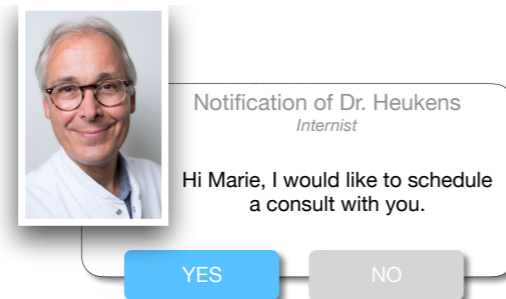 Notification of Dr. Heukens
Internist
Hi Marie, I would like to schedule
a consult with you.
YES
NO